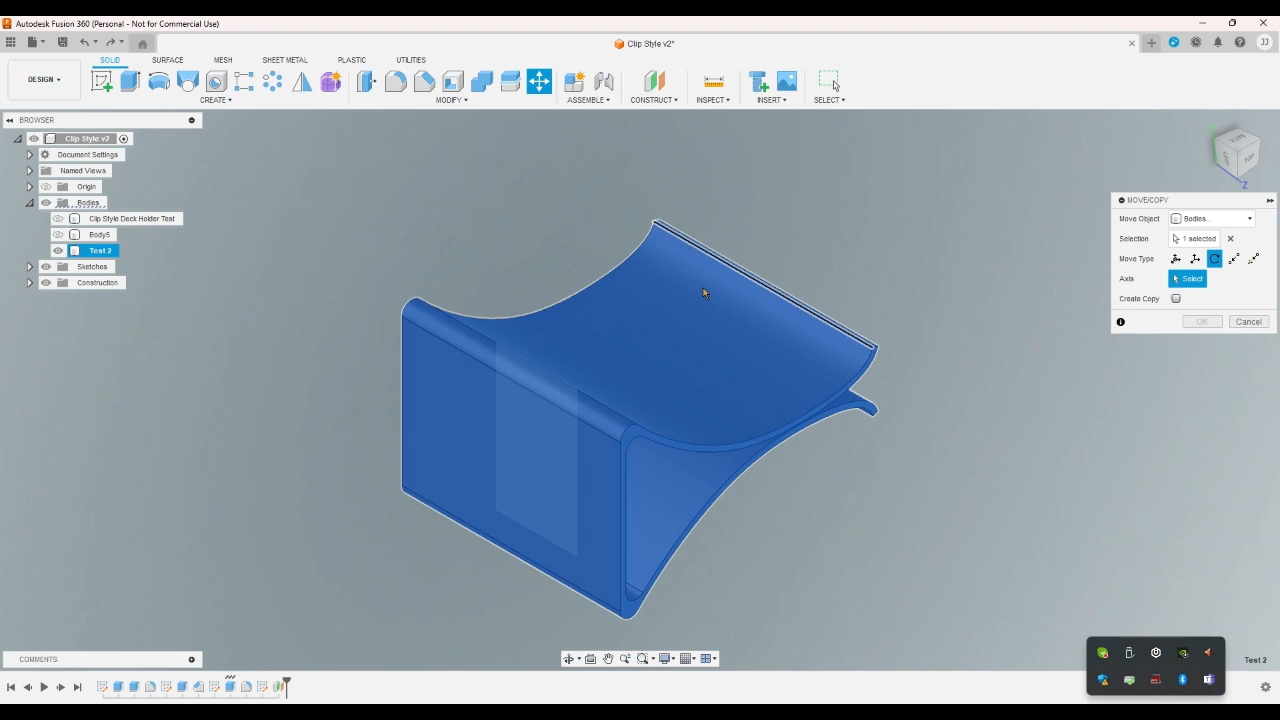 Autodesk Fusion 360 (Personal - Not for Commercial Use)
Clip Style v2*
JJ
SOLID SURFACE MESH SHEET METAL PLASTIC UTILITIES
DESIGN
CREATE MODIFY ASSEMBLE CONSTRUCT INSPECT INSERT SELECT
BROWSER
Clip Style v2
Document Settings
Named Views
Origin
Bodies
Clip Style Deck Holder Test
Body5
Test 2
Sketches
Construction
BACK
TOP
Z
MOVE/COPY
Move Object Bodies...
Selection 1 selected
Move Type
Axis Select
Create Copy
OK Cancel
COMMENTS
Test 2